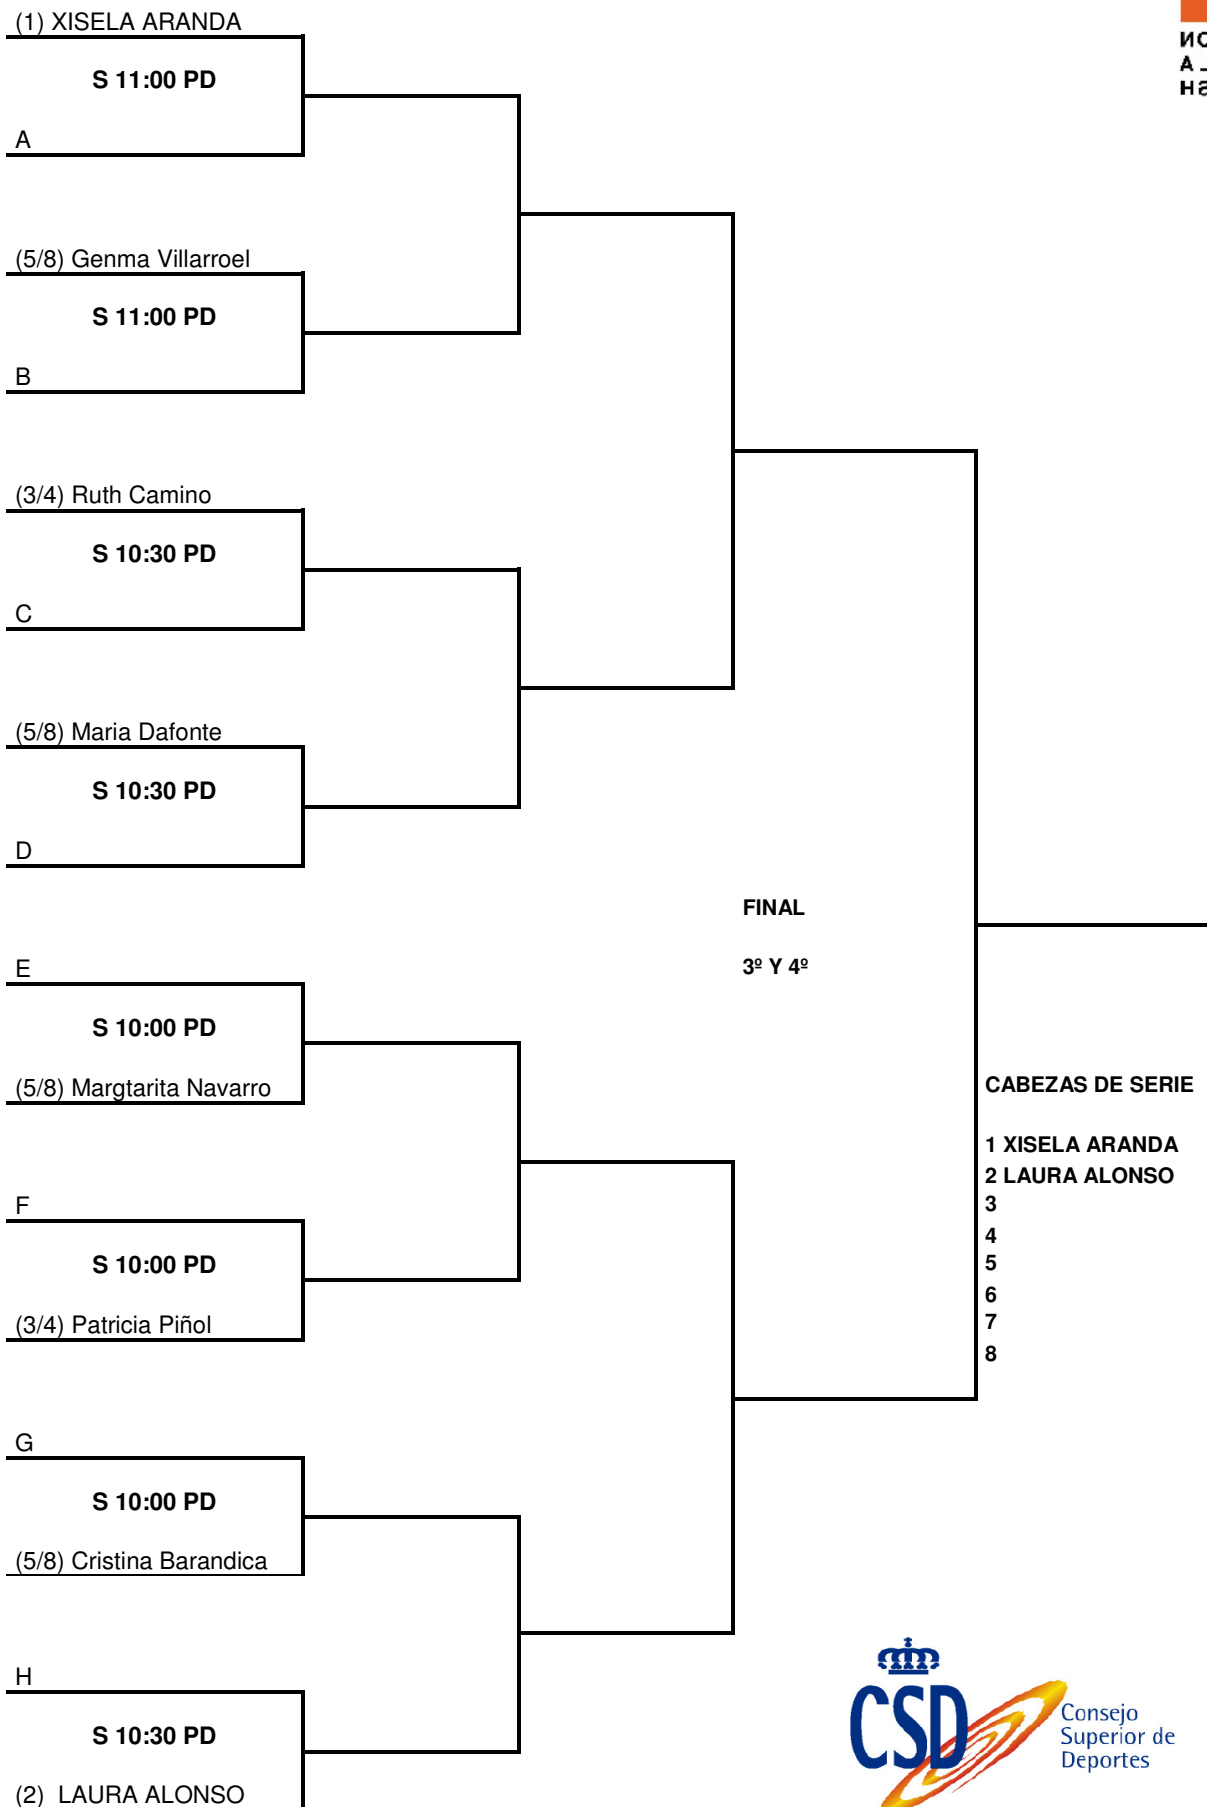 (1) XISELA ARANDA
S 11:00 PD
A
(5/8) Genma Villarroel
S 11:00 PD
B
(3/4) Ruth Camino
S 10:30 PD
C
(5/8) Maria Dafonte
S 10:30 PD
D
FINAL
3º Y 4º
E
S 10:00 PD
(5/8) Margtarita Navarro
F
S 10:00 PD
(3/4) Patricia Piñol
G
S 10:00 PD
(5/8) Cristina Barandica
H
S 10:30 PD
(2) LAURA ALONSO
CABEZAS DE SERIE
1 XISELA ARANDA
2 LAURA ALONSO
3
4
5
6
7
8
CSD
Consejo
Superior de
Deportes